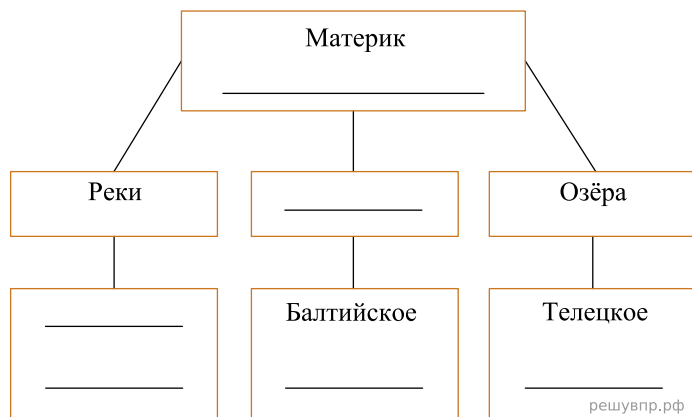 Материк
Реки
Озёра
Балтийское
Телецкое
решувпр.рф